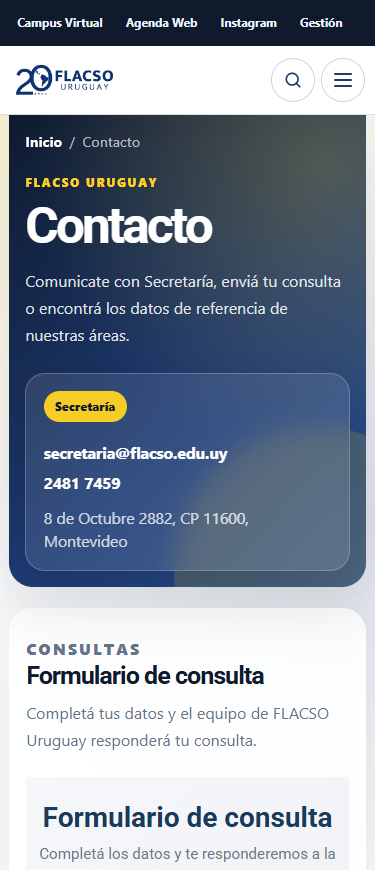 Campus Virtual Agenda Web Instagram Gestión
20 FLACSO
URUGUAY
Inicio / Contacto
FLACSO URUGUAY
Contacto
Comunicate con Secretaría, enviá tu consulta
o encontrá los datos de referencia de
nuestras áreas.
Secretaría
secretaria@flacso.edu.uy
2481 7459
8 de Octubre 2882, CP 11600,
Montevideo
CONSULTAS
Formulario de consulta
Completá tus datos y el equipo de FLACSO
Uruguay responderá tu consulta.
Formulario de consulta
Completá los datos y te responderemos a la